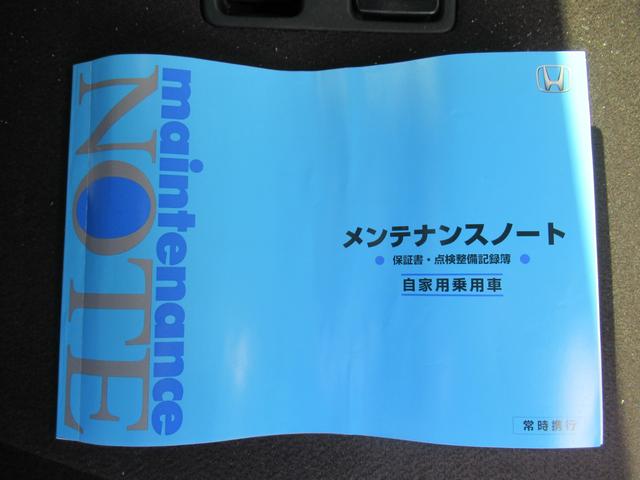 maintenance
NOTE
メンテナンスノート
● 保証書・点検整備記録簿 ●
自家用乗用車
常時携行